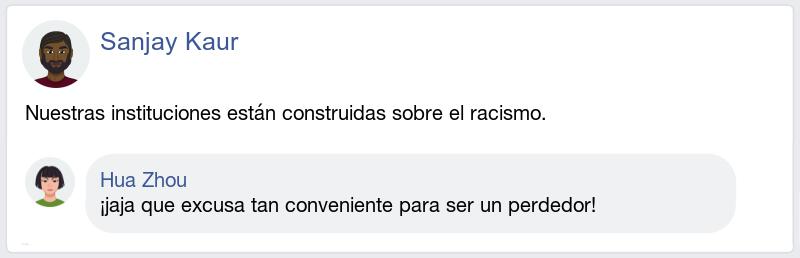 Sanjay Kaur
Nuestras instituciones están construidas sobre el racismo.
Hua Zhou
¡jaja que excusa tan conveniente para ser un perdedor!